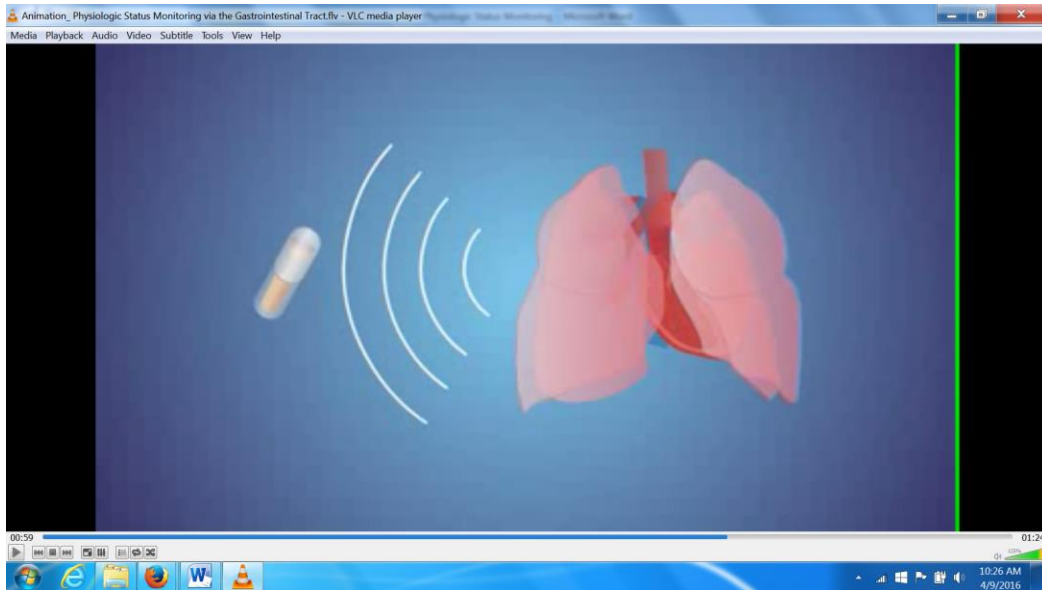 Animation_ Physiologic Status Monitoring via the Gastrointestinal Tract.flv - VLC media player
Media Playback Audio Video Subtitle Tools View Help
00:59
01:24
10:26 AM
4/9/2016